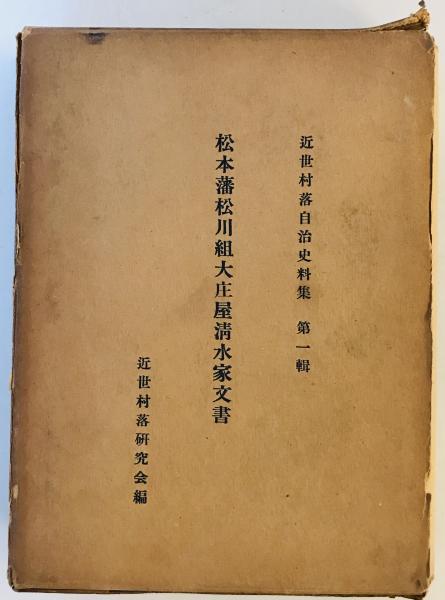 近世村落自治史料集 第一輯
松本藩松川組大庄屋清水家文書
近世村落研究会編